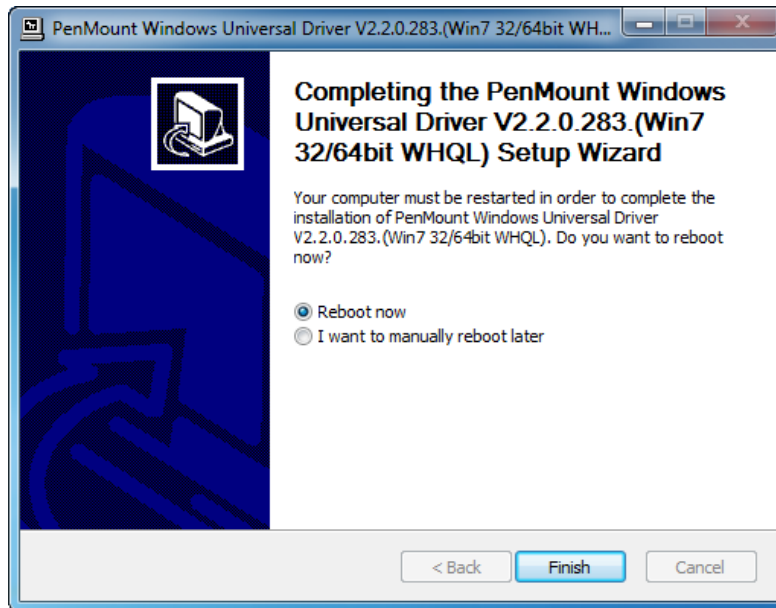 PenMount Windows Universal Driver V2.2.0.283.(Win7 32/64bit WH...
Completing the PenMount Windows
Universal Driver V2.2.0.283.(Win7
32/64bit WHQL) Setup Wizard
Your computer must be restarted in order to complete the
installation of PenMount Windows Universal Driver
V2.2.0.283.(Win7 32/64bit WHQL). Do you want to reboot
now?
Reboot now
I want to manually reboot later
< Back
Finish
Cancel